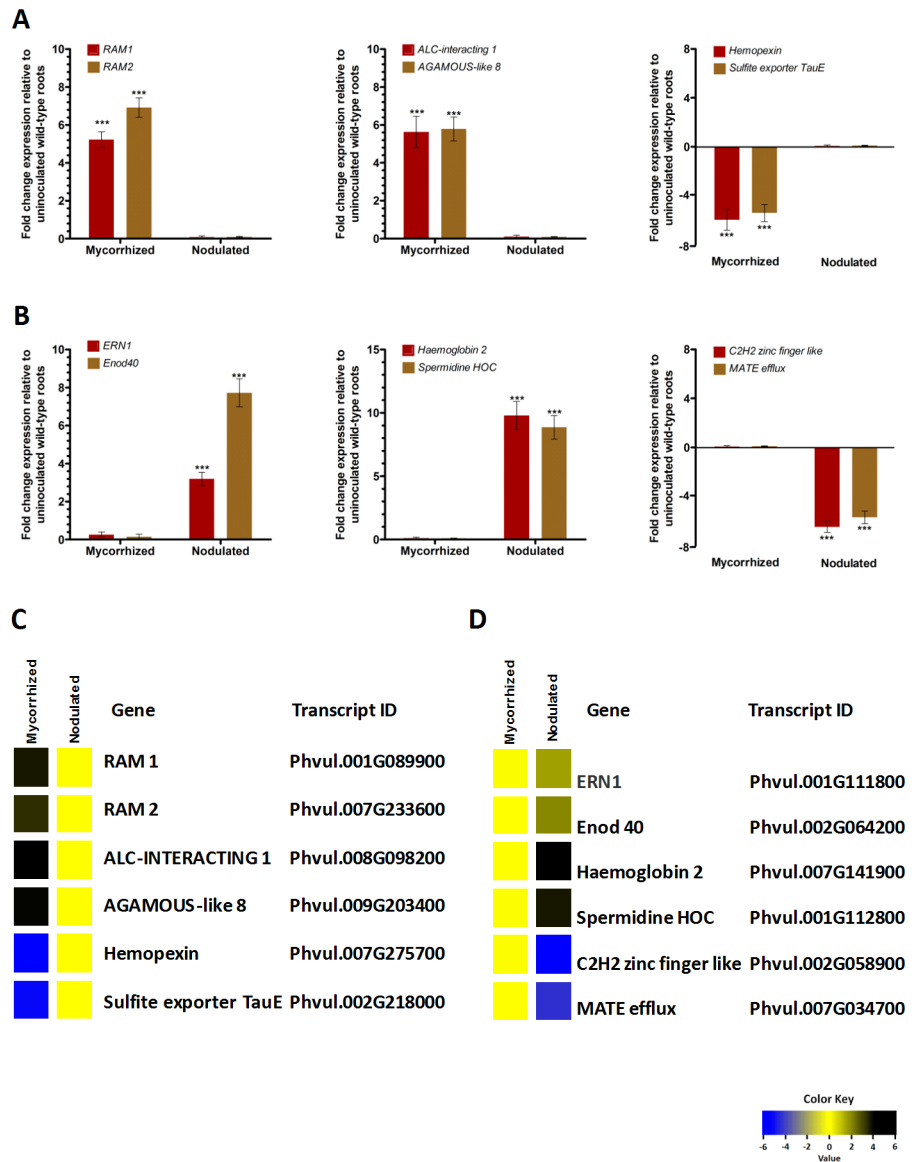 A
Fold change expression relative to
uninoculated wild-type roots
10
8
6
4
2
0
RAM1
RAM2
***
***
Mycorrhized
Nodulated
Fold change expression relative to
uninoculated wild-type roots
10
8
6
4
2
0
ALC-interacting 1
AGAMOUS-like 8
***
***
Mycorrhized
Nodulated
Fold change expression relative to
uninoculated wild-type roots
8
4
0
-4
-8
Hemopexin
Sulfite exporter TauE
***
***
Mycorrhized
Nodulated
B
Fold change expression relative to
uninoculated wild-type roots
10
8
6
4
2
0
ERN1
Enod40
***
***
Mycorrhized
Nodulated
Fold change expression relative to
uninoculated wild-type roots
15
10
5
0
Haemoglobin 2
Spermidine HOC
***
***
Mycorrhized
Nodulated
Fold change expression relative to
uninoculated wild-type roots
8
4
0
-4
-8
C2H2 zinc finger like
MATE efflux
***
***
Mycorrhized
Nodulated
C
Mycorrhized
Nodulated
Gene
Transcript ID
RAM 1
Phvul.001G089900
RAM 2
Phvul.007G233600
ALC-INTERACTING 1
Phvul.008G098200
AGAMOUS-like 8
Phvul.009G203400
Hemopexin
Phvul.007G275700
Sulfite exporter TauE
Phvul.002G218000
D
Mycorrhized
Nodulated
Gene
Transcript ID
ERN1
Phvul.001G111800
Enod 40
Phvul.002G064200
Haemoglobin 2
Phvul.007G141900
Spermidine HOC
Phvul.001G112800
C2H2 zinc finger like
Phvul.002G058900
MATE efflux
Phvul.007G034700
Color Key
-6 -4 -2 0 2 4 6
Value